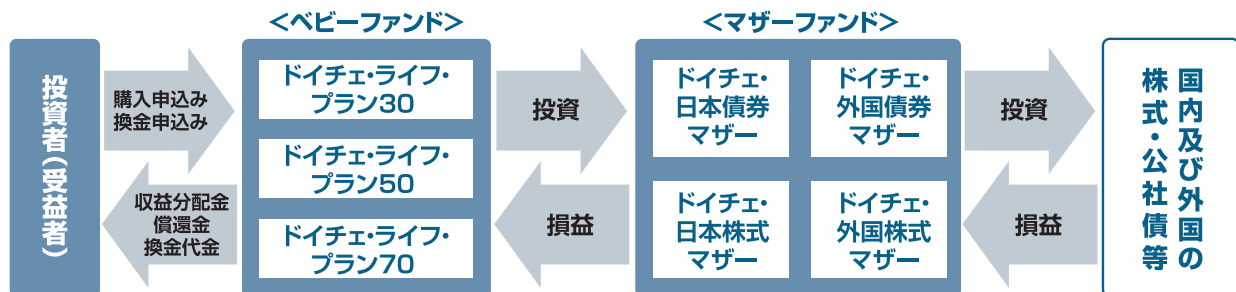 <ベビーファンド>
<マザーファンド>
投資者(受益者)
購入申込み
換金申込み
収益分配金
償還金
換金代金
ドイチェ・ライフ・
プラン30
ドイチェ・ライフ・
プラン50
ドイチェ・ライフ・
プラン70
投資
損益
ドイチェ・
日本債券
マザー
ドイチェ・
外国債券
マザー
ドイチェ・
日本株式
マザー
ドイチェ・
外国株式
マザー
投資
損益
国内及び外国の
株式・公社債等